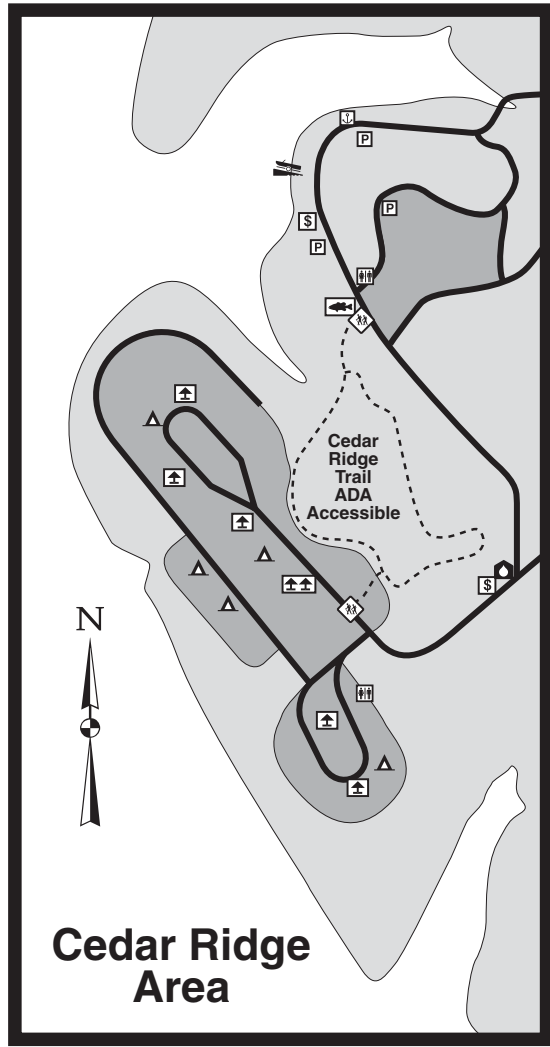 P
P
$
P
Cedar
Ridge
Trail
ADA
Accessible
$
N
Cedar Ridge
Area